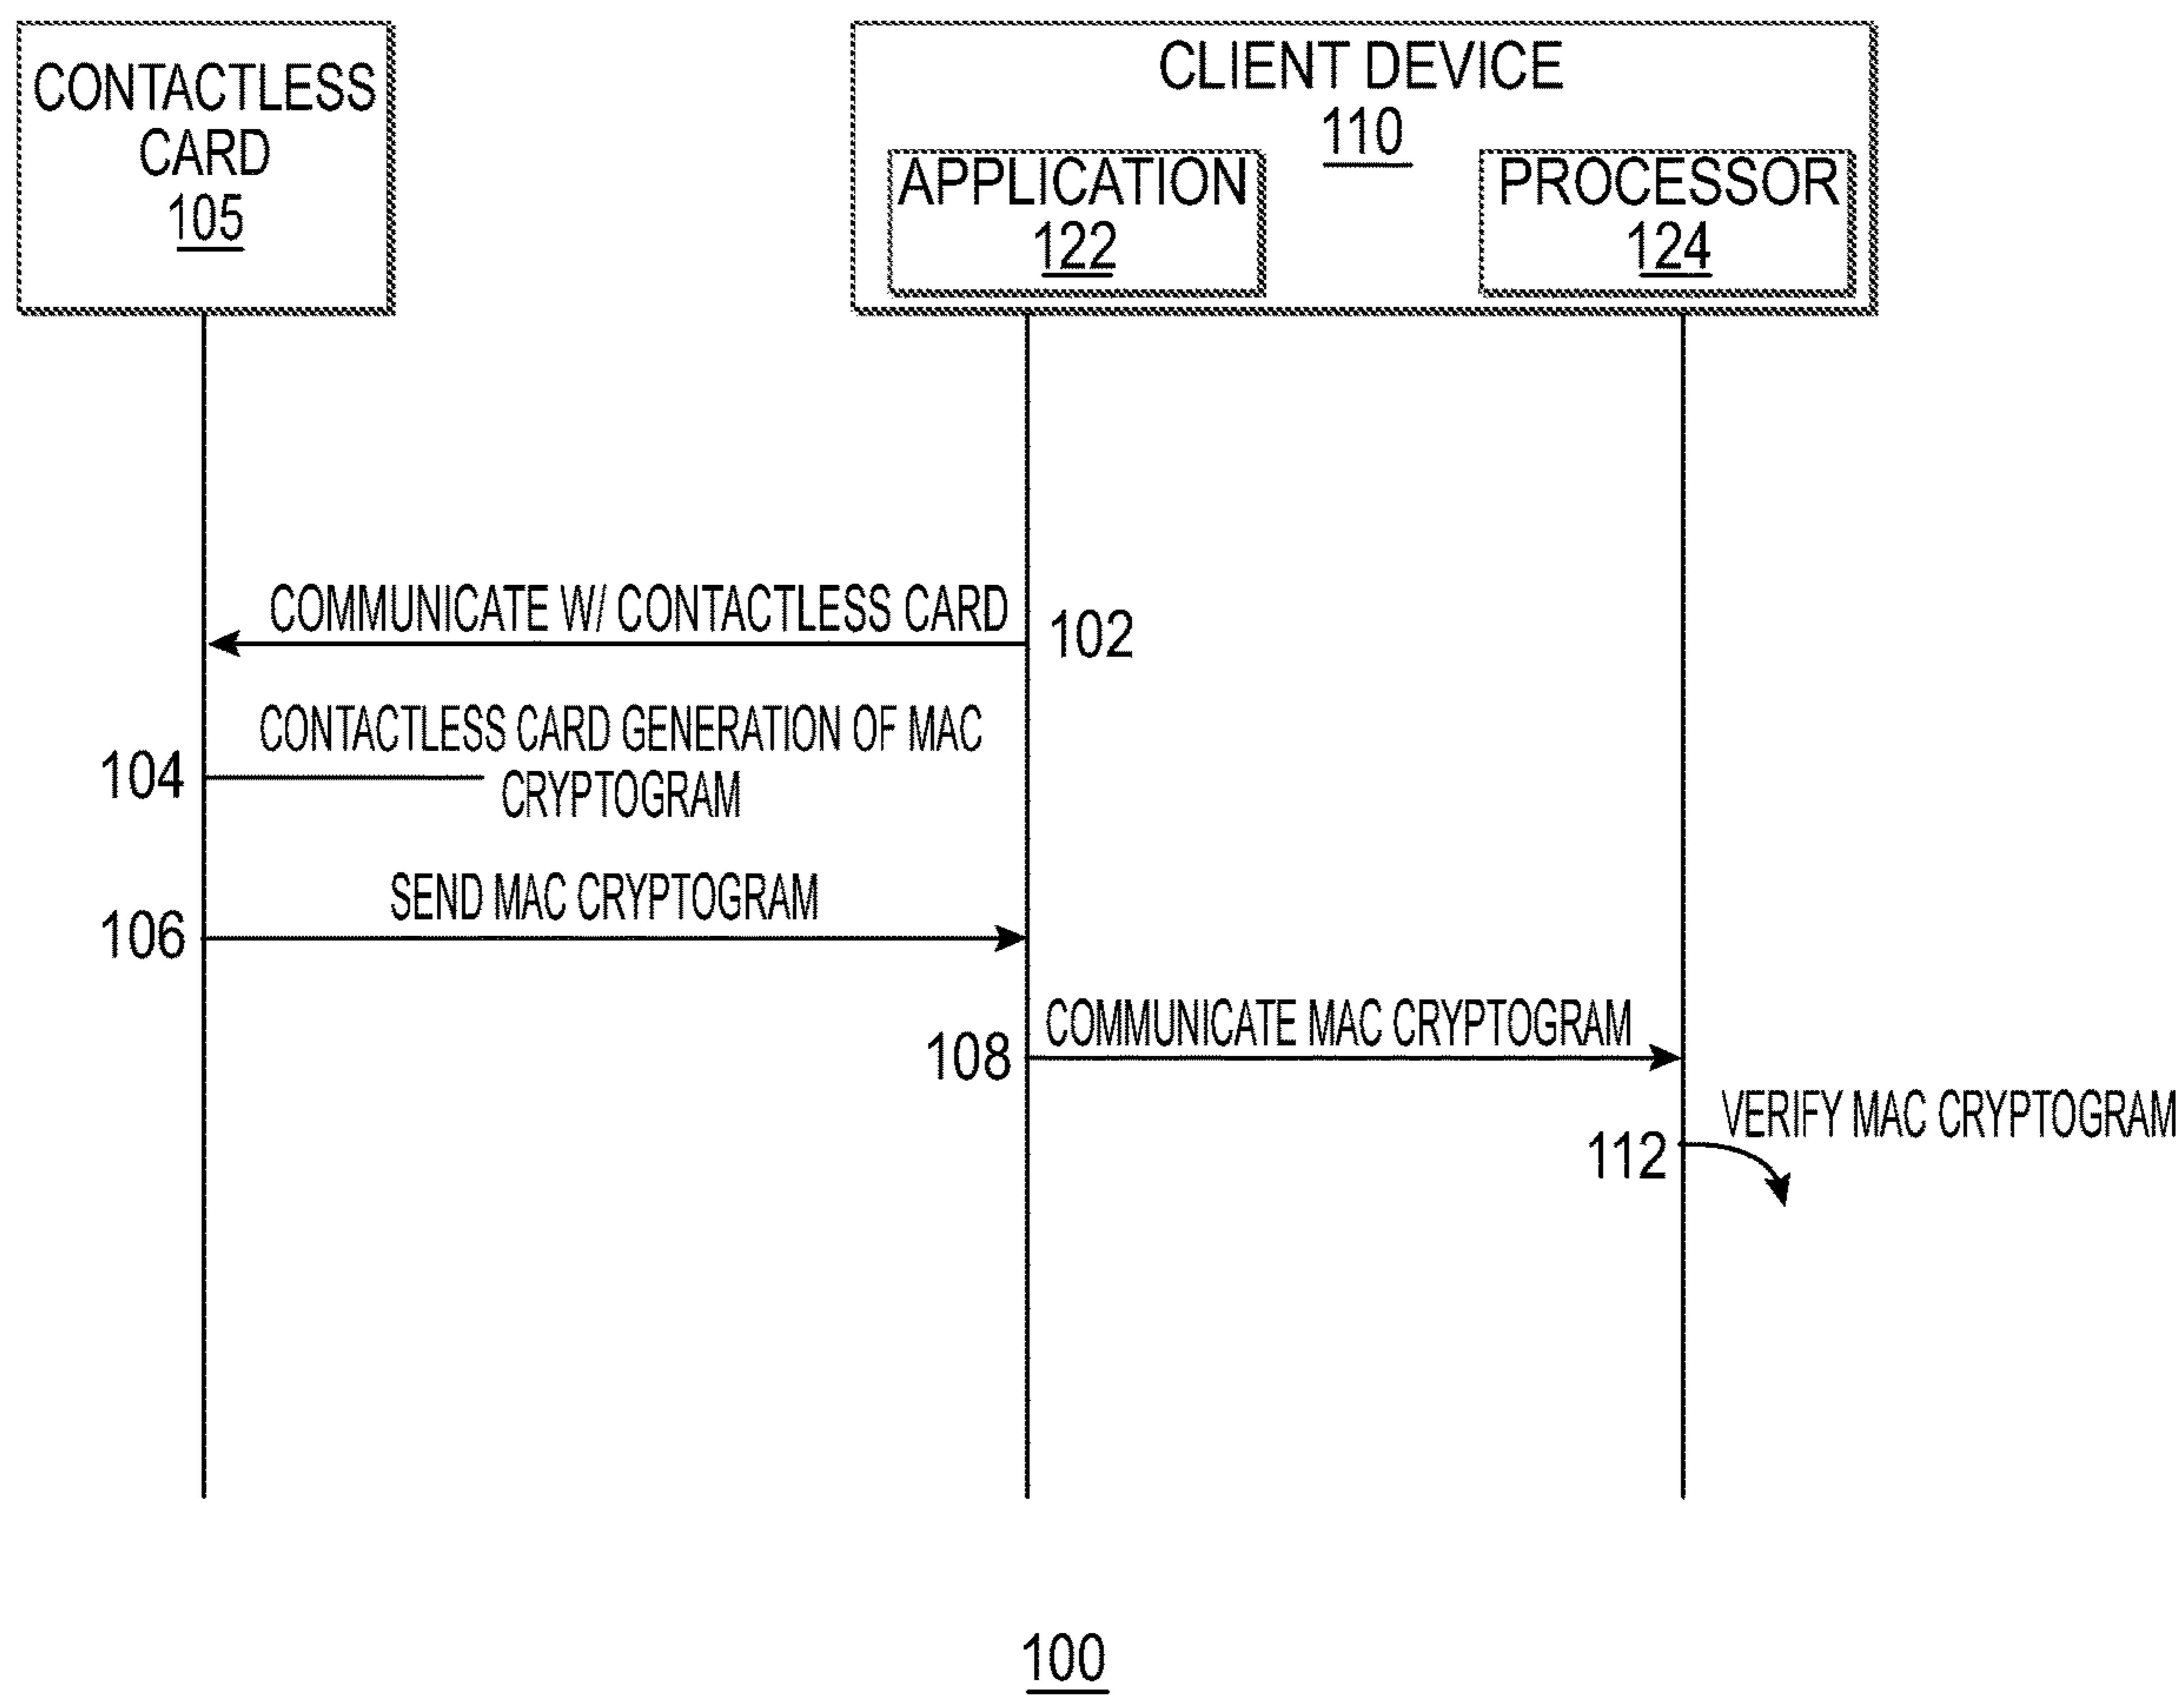 CONTACTLESS
CARD
105
CLIENT DEVICE
110
APPLICATION
122
PROCESSOR
124
COMMUNICATE W/ CONTACTLESS CARD
102
CONTACTLESS CARD GENERATION OF MAC
104
CRYPTOGRAM
SEND MAC CRYPTOGRAM
106
COMMUNICATE MAC CRYPTOGRAM
108
VERIFY MAC CRYPTOGRAM
112
100